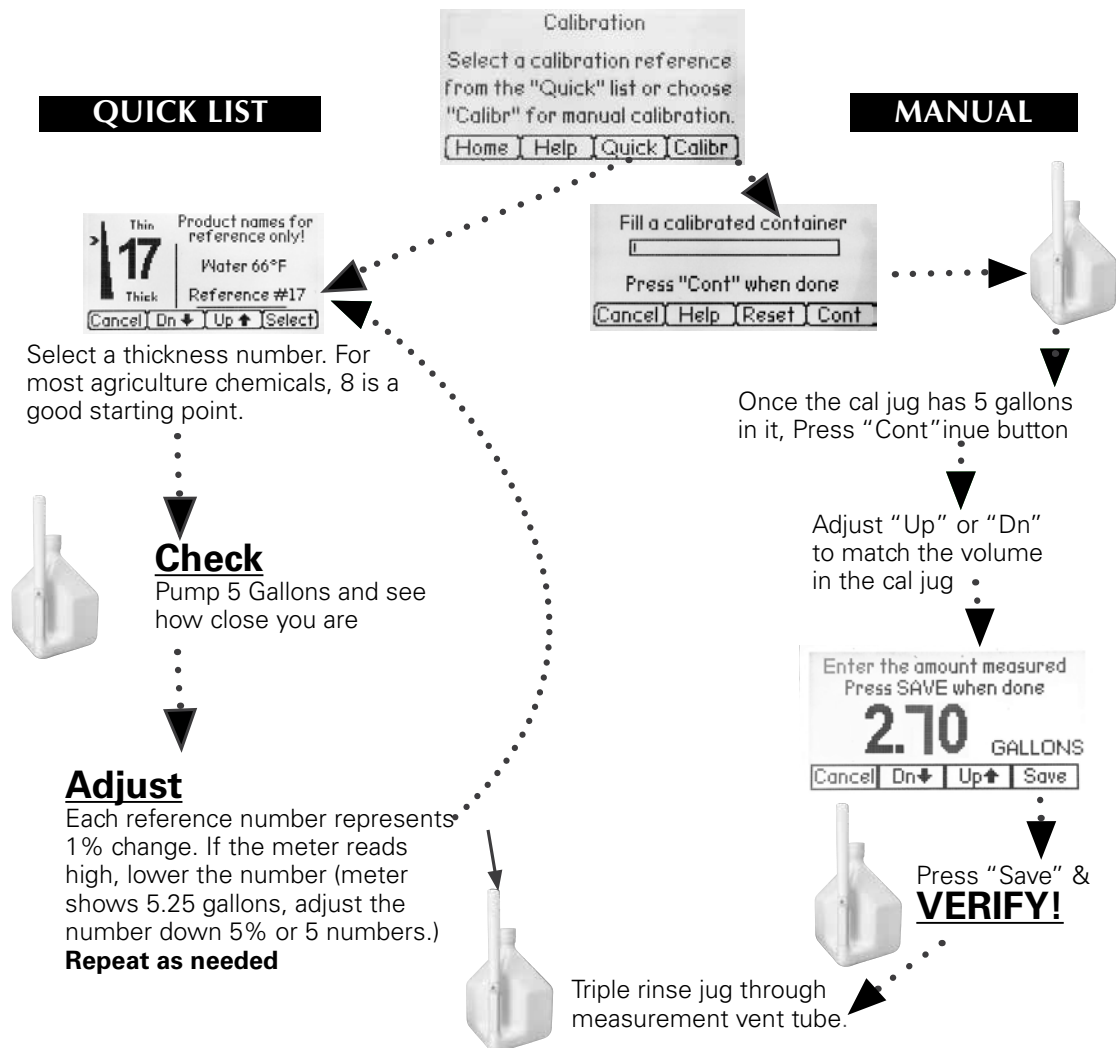 Calibration
Select a calibration reference
from the "Quick" list or choose
"Calibr" for manual calibration.
Home Help Quick Calibr
QUICK LIST
Thin
17
Thick
Product names for
reference only!
Water 66°F
Reference #17
Cancel Dn Up Select
Select a thickness number. For
most agriculture chemicals, 8 is a
good starting point.
Check
Pump 5 Gallons and see
how close you are
Adjust
Each reference number represents
1% change. If the meter reads
high, lower the number (meter
shows 5.25 gallons, adjust the
number down 5% or 5 numbers.)
Repeat as needed
MANUAL
Fill a calibrated container
Press "Cont" when done
Cancel Help Reset Cont
Once the cal jug has 5 gallons
in it, Press “Cont”inue button
Adjust “Up” or “Dn”
to match the volume
in the cal jug
Enter the amount measured
Press SAVE when done
2.70 GALLONS
Cancel Dn Up Save
Press “Save” &
VERIFY!
Triple rinse jug through
measurement vent tube.